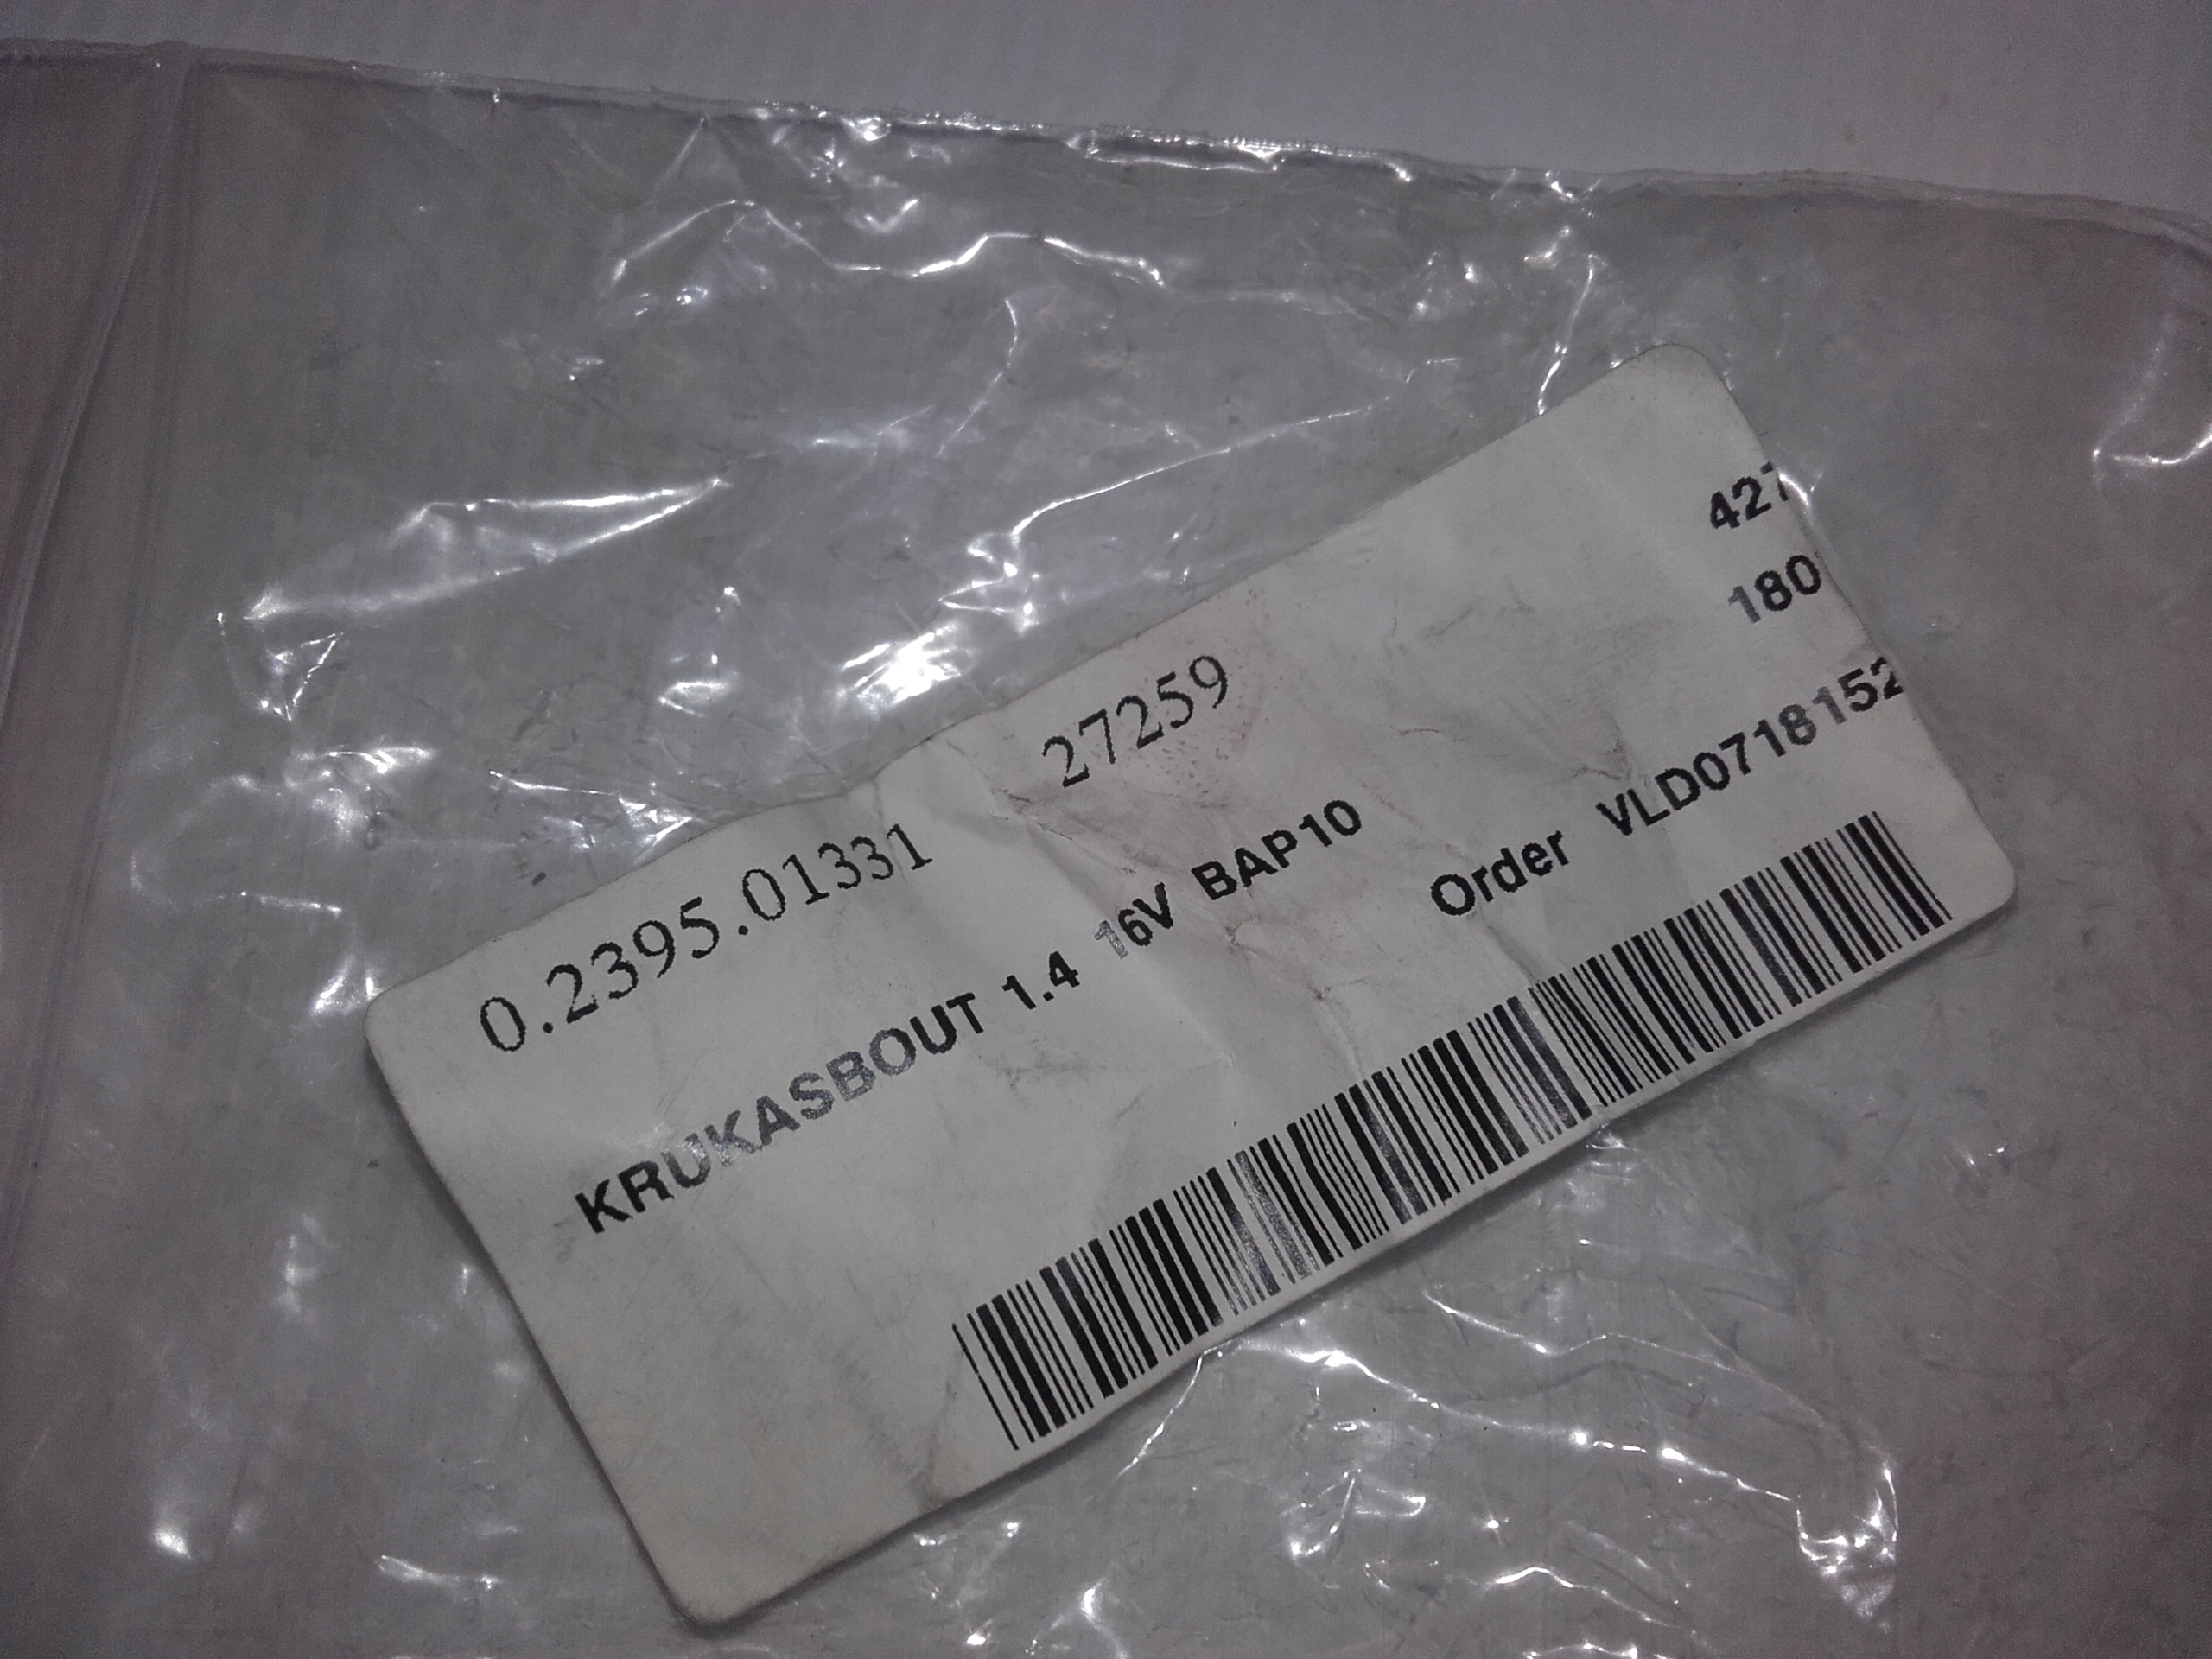 427
180
0.2395.01331 27259
KRUKASBOUT 1.4 16V BAP10
Order VLD0718152